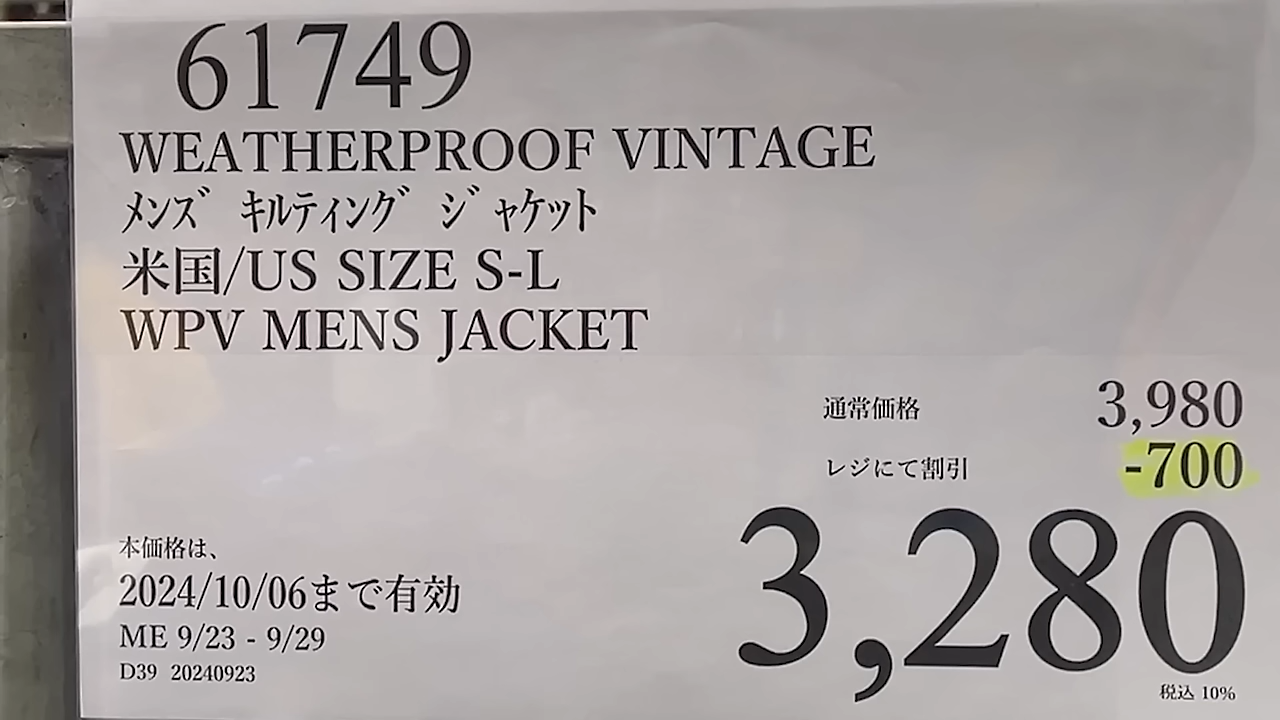 61749
WEATHERPROOF VINTAGE
ﾒﾝｽﾞ ｷﾙﾃｨﾝｸﾞ ｼﾞｬｹｯﾄ
米国/US SIZE S-L
WPV MENS JACKET
通常価格 3,980
レジにて割引 -700
3,280
税込 10%
本価格は、
2024/10/06まで有効
ME 9/23 - 9/29
D39 20240923